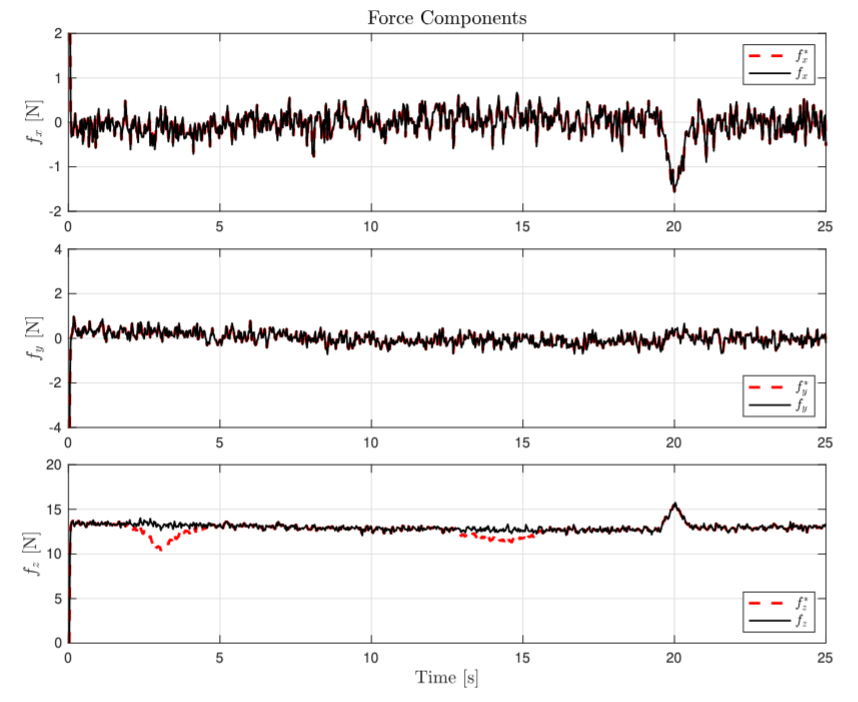 Force Components
2
1
0
-1
-2
f_x [N]
f_x^*
f_x
0 5 10 15 20 25
4
2
0
-2
-4
f_y [N]
f_y^*
f_y
0 5 10 15 20 25
20
15
10
5
0
f_z [N]
f_z^*
f_z
0 5 10 15 20 25
Time [s]